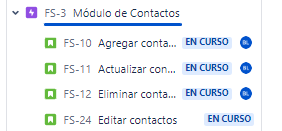 FS-3 Módulo de Contactos
FS-10 Agregar conta... EN CURSO BL
FS-11 Actualizar con... EN CURSO BL
FS-12 Eliminar contac... EN CURSO BL
FS-24 Editar contactos EN CURSO